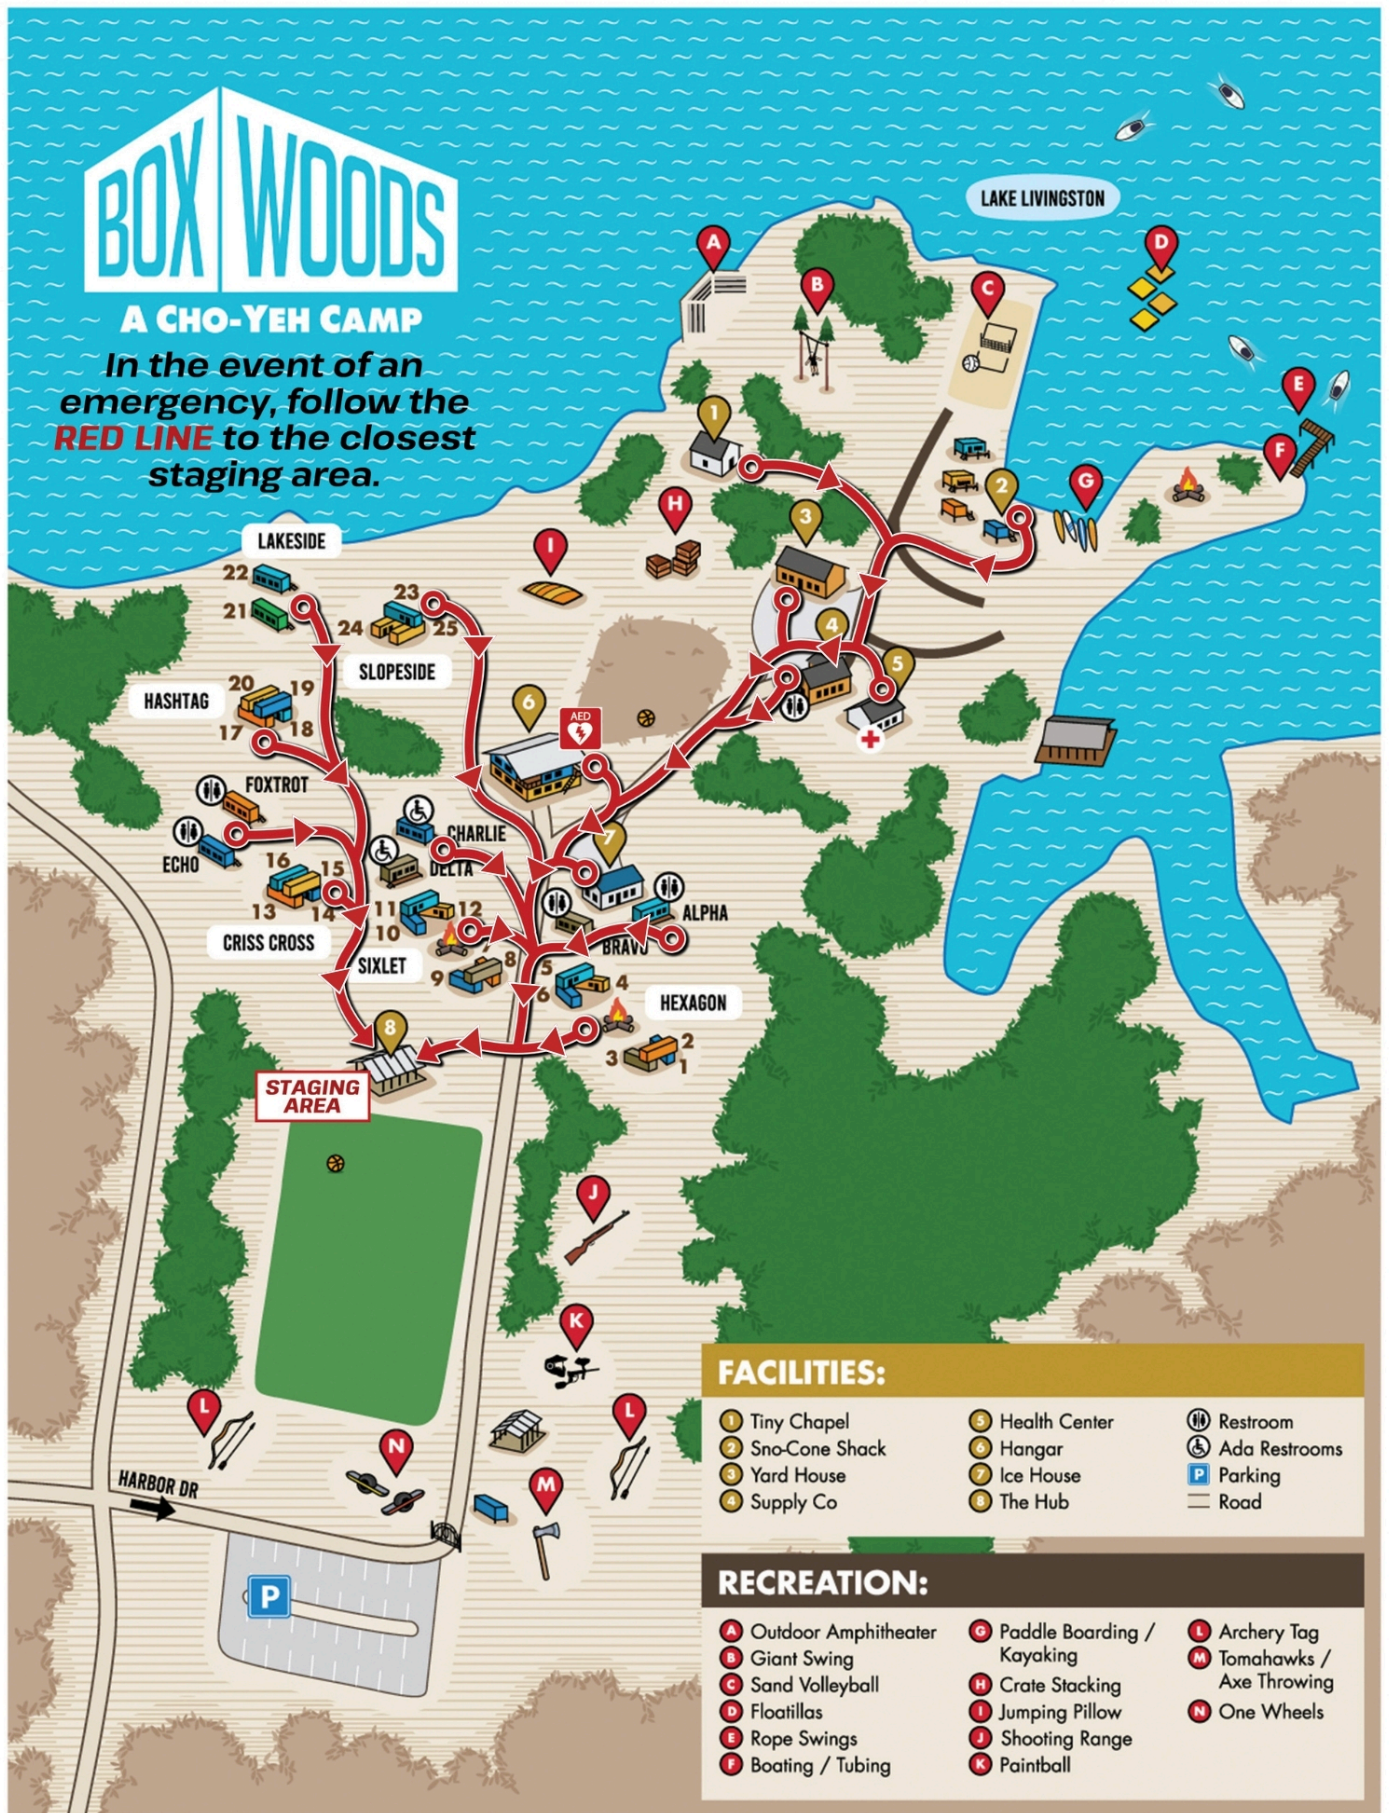 BOX WOODS
A CHO-YEH CAMP
In the event of an
emergency, follow the
RED LINE to the closest
staging area.
LAKE LIVINGSTON
A
B
C
D
E
F
G
H
I
1
2
3
4
5
6
7
8
AED
LAKESIDE
22
21
23
24
25
SLOPESIDE
HASHTAG
20
19
17
18
FOXTROT
ECHO
CHARLIE
DELTA
16
15
13
14
CRISS CROSS
11
12
10
SIXLET
9
8
7
ALPHA
BRAVO
5
4
6
HEXAGON
3
2
1
STAGING
AREA
J
K
L
L
M
N
HARBOR DR
P
FACILITIES:
1 Tiny Chapel
2 Sno-Cone Shack
3 Yard House
4 Supply Co
5 Health Center
6 Hangar
7 Ice House
8 The Hub
Restroom
Ada Restrooms
P Parking
Road
RECREATION:
A Outdoor Amphitheater
B Giant Swing
C Sand Volleyball
D Floatillas
E Rope Swings
F Boating / Tubing
G Paddle Boarding /
Kayaking
H Crate Stacking
I Jumping Pillow
J Shooting Range
K Paintball
L Archery Tag
M Tomahawks /
Axe Throwing
N One Wheels